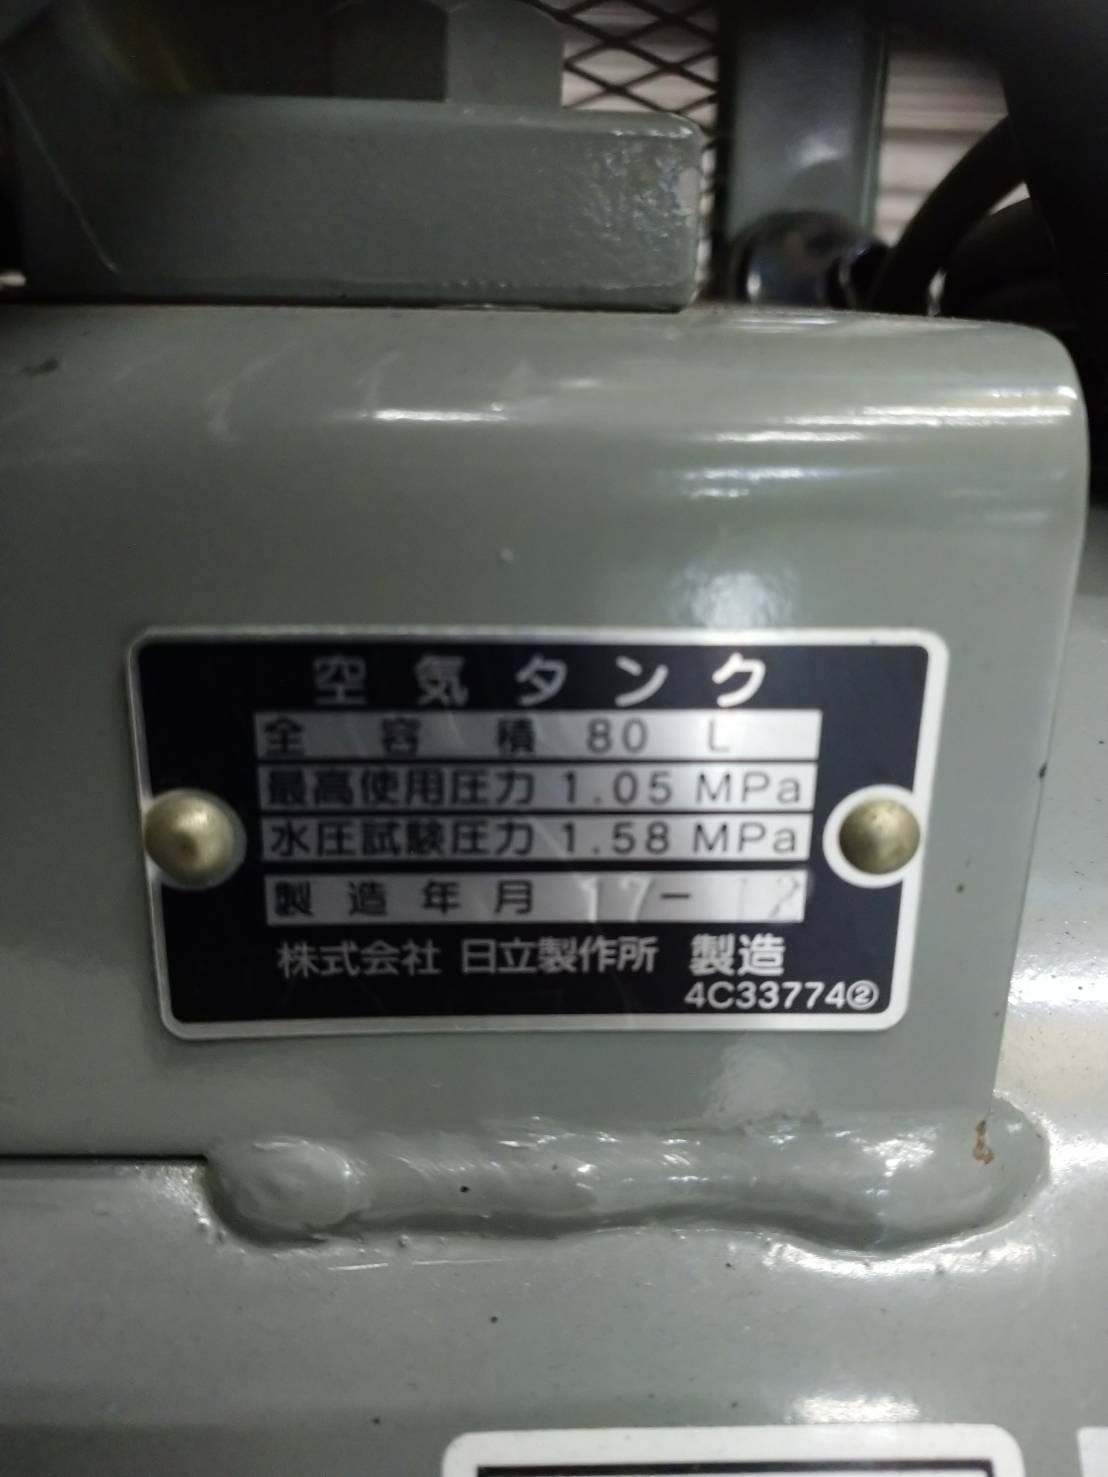 空気タンク
全容積 80 L
最高使用圧力 1.05 MPa
水圧試験圧力 1.58 MPa
製造年月 17-12
株式会社 日立製作所 製造
4C33774②